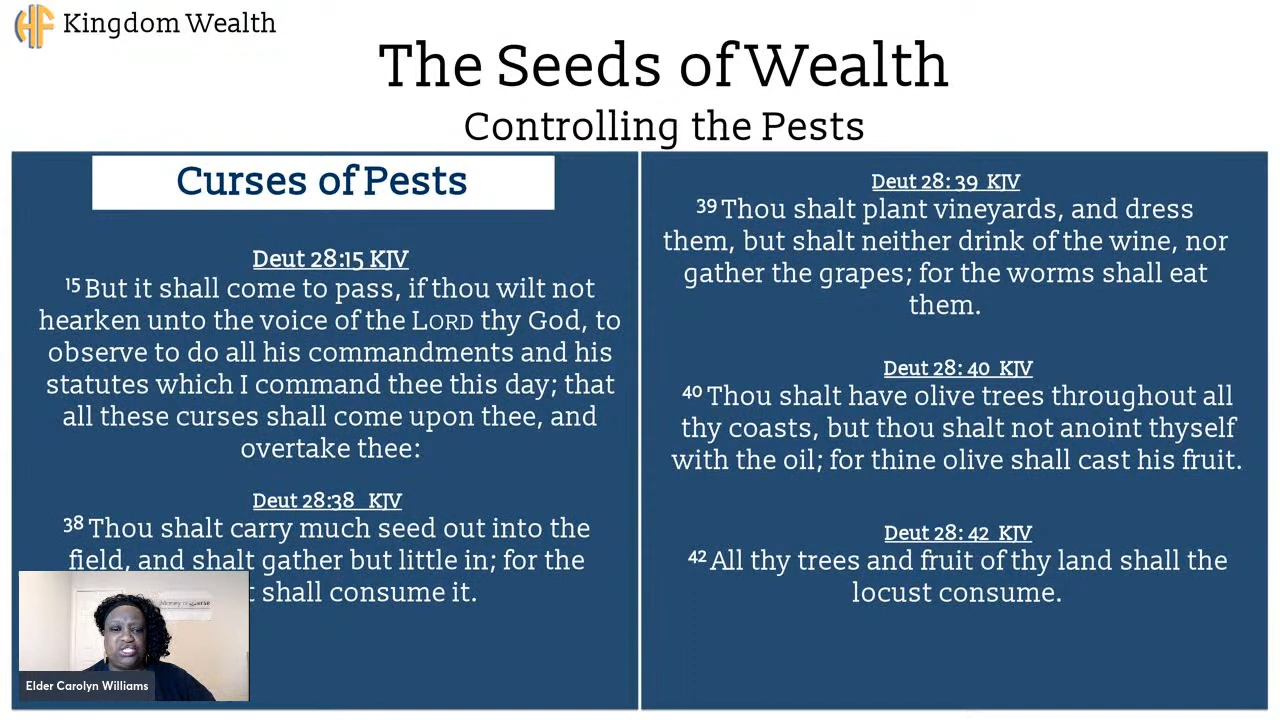 Kingdom Wealth
The Seeds of Wealth
Controlling the Pests
Curses of Pests
Deut 28:15 KJV
15 But it shall come to pass, if thou wilt not
hearken unto the voice of the LORD thy God, to
observe to do all his commandments and his
statutes which I command thee this day; that
all these curses shall come upon thee, and
overtake thee:
Deut 28:38 KJV
38 Thou shalt carry much seed out into the
field, and shalt gather but little in; for the
t shall consume it.
Elder Carolyn Williams
Deut 28: 39 KJV
39 Thou shalt plant vineyards, and dress
them, but shalt neither drink of the wine, nor
gather the grapes; for the worms shall eat
them.
Deut 28: 40 KJV
40 Thou shalt have olive trees throughout all
thy coasts, but thou shalt not anoint thyself
with the oil; for thine olive shall cast his fruit.
Deut 28: 42 KJV
42 All thy trees and fruit of thy land shall the
locust consume.